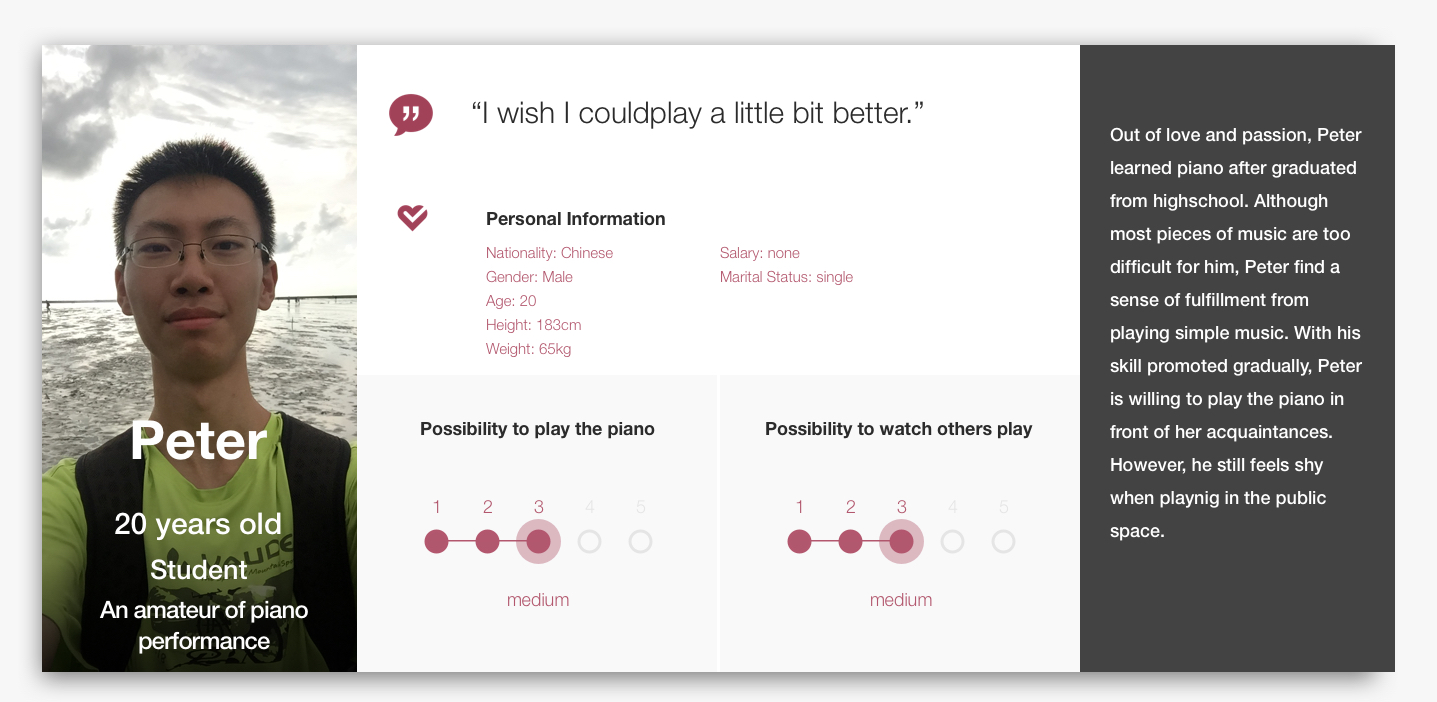 “I wish I couldplay a little bit better.”
Personal Information
Nationality: Chinese
Gender: Male
Age: 20
Height: 183cm
Weight: 65kg
Salary: none
Marital Status: single
Peter
20 years old
Student
An amateur of piano
performance
Possibility to play the piano
1 2 3 4 5
medium
Possibility to watch others play
1 2 3 4 5
medium
Out of love and passion, Peter
learned piano after graduated
from highschool. Although
most pieces of music are too
difficult for him, Peter find a
sense of fulfillment from
playing simple music. With his
skill promoted gradually, Peter
is willing to play the piano in
front of her acquaintances.
However, he still feels shy
when playnig in the public
space.